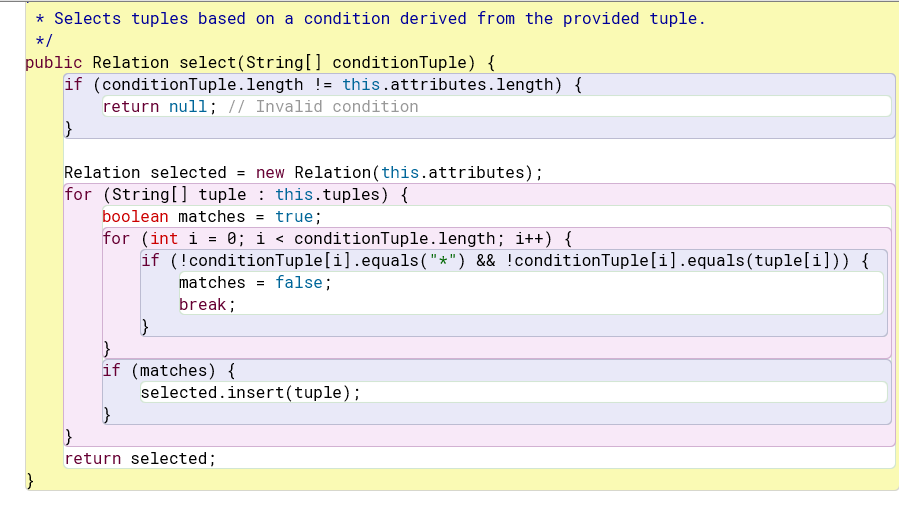 * Selects tuples based on a condition derived from the provided tuple.
*/
public Relation select(String[] conditionTuple) {
if (conditionTuple.length != this.attributes.length) {
return null; // Invalid condition
}
Relation selected = new Relation(this.attributes);
for (String[] tuple : this.tuples) {
boolean matches = true;
for (int i = 0; i < conditionTuple.length; i++) {
if (!conditionTuple[i].equals("*") && !conditionTuple[i].equals(tuple[i])) {
matches = false;
break;
}
}
if (matches) {
selected.insert(tuple);
}
}
return selected;
}